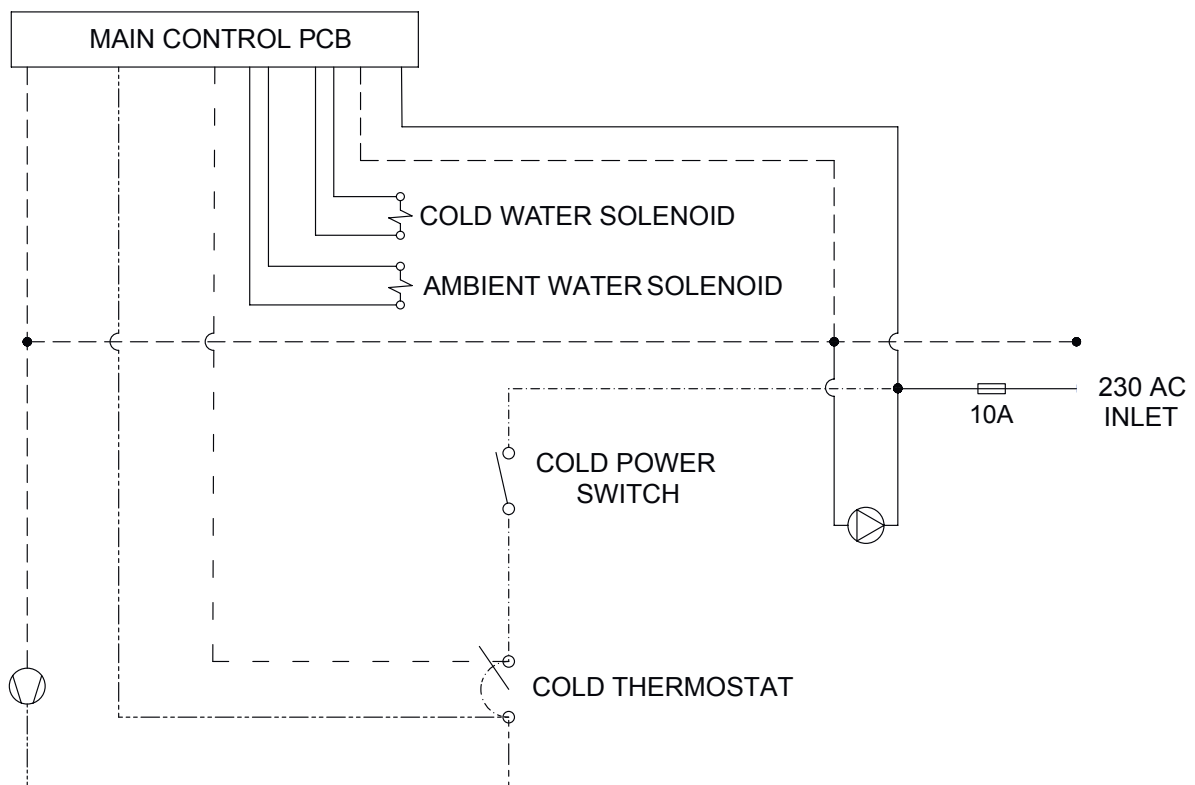 MAIN CONTROL PCB
COLD WATER SOLENOID
AMBIENT WATER SOLENOID
230 AC
INLET
10A
COLD POWER
SWITCH
COLD THERMOSTAT